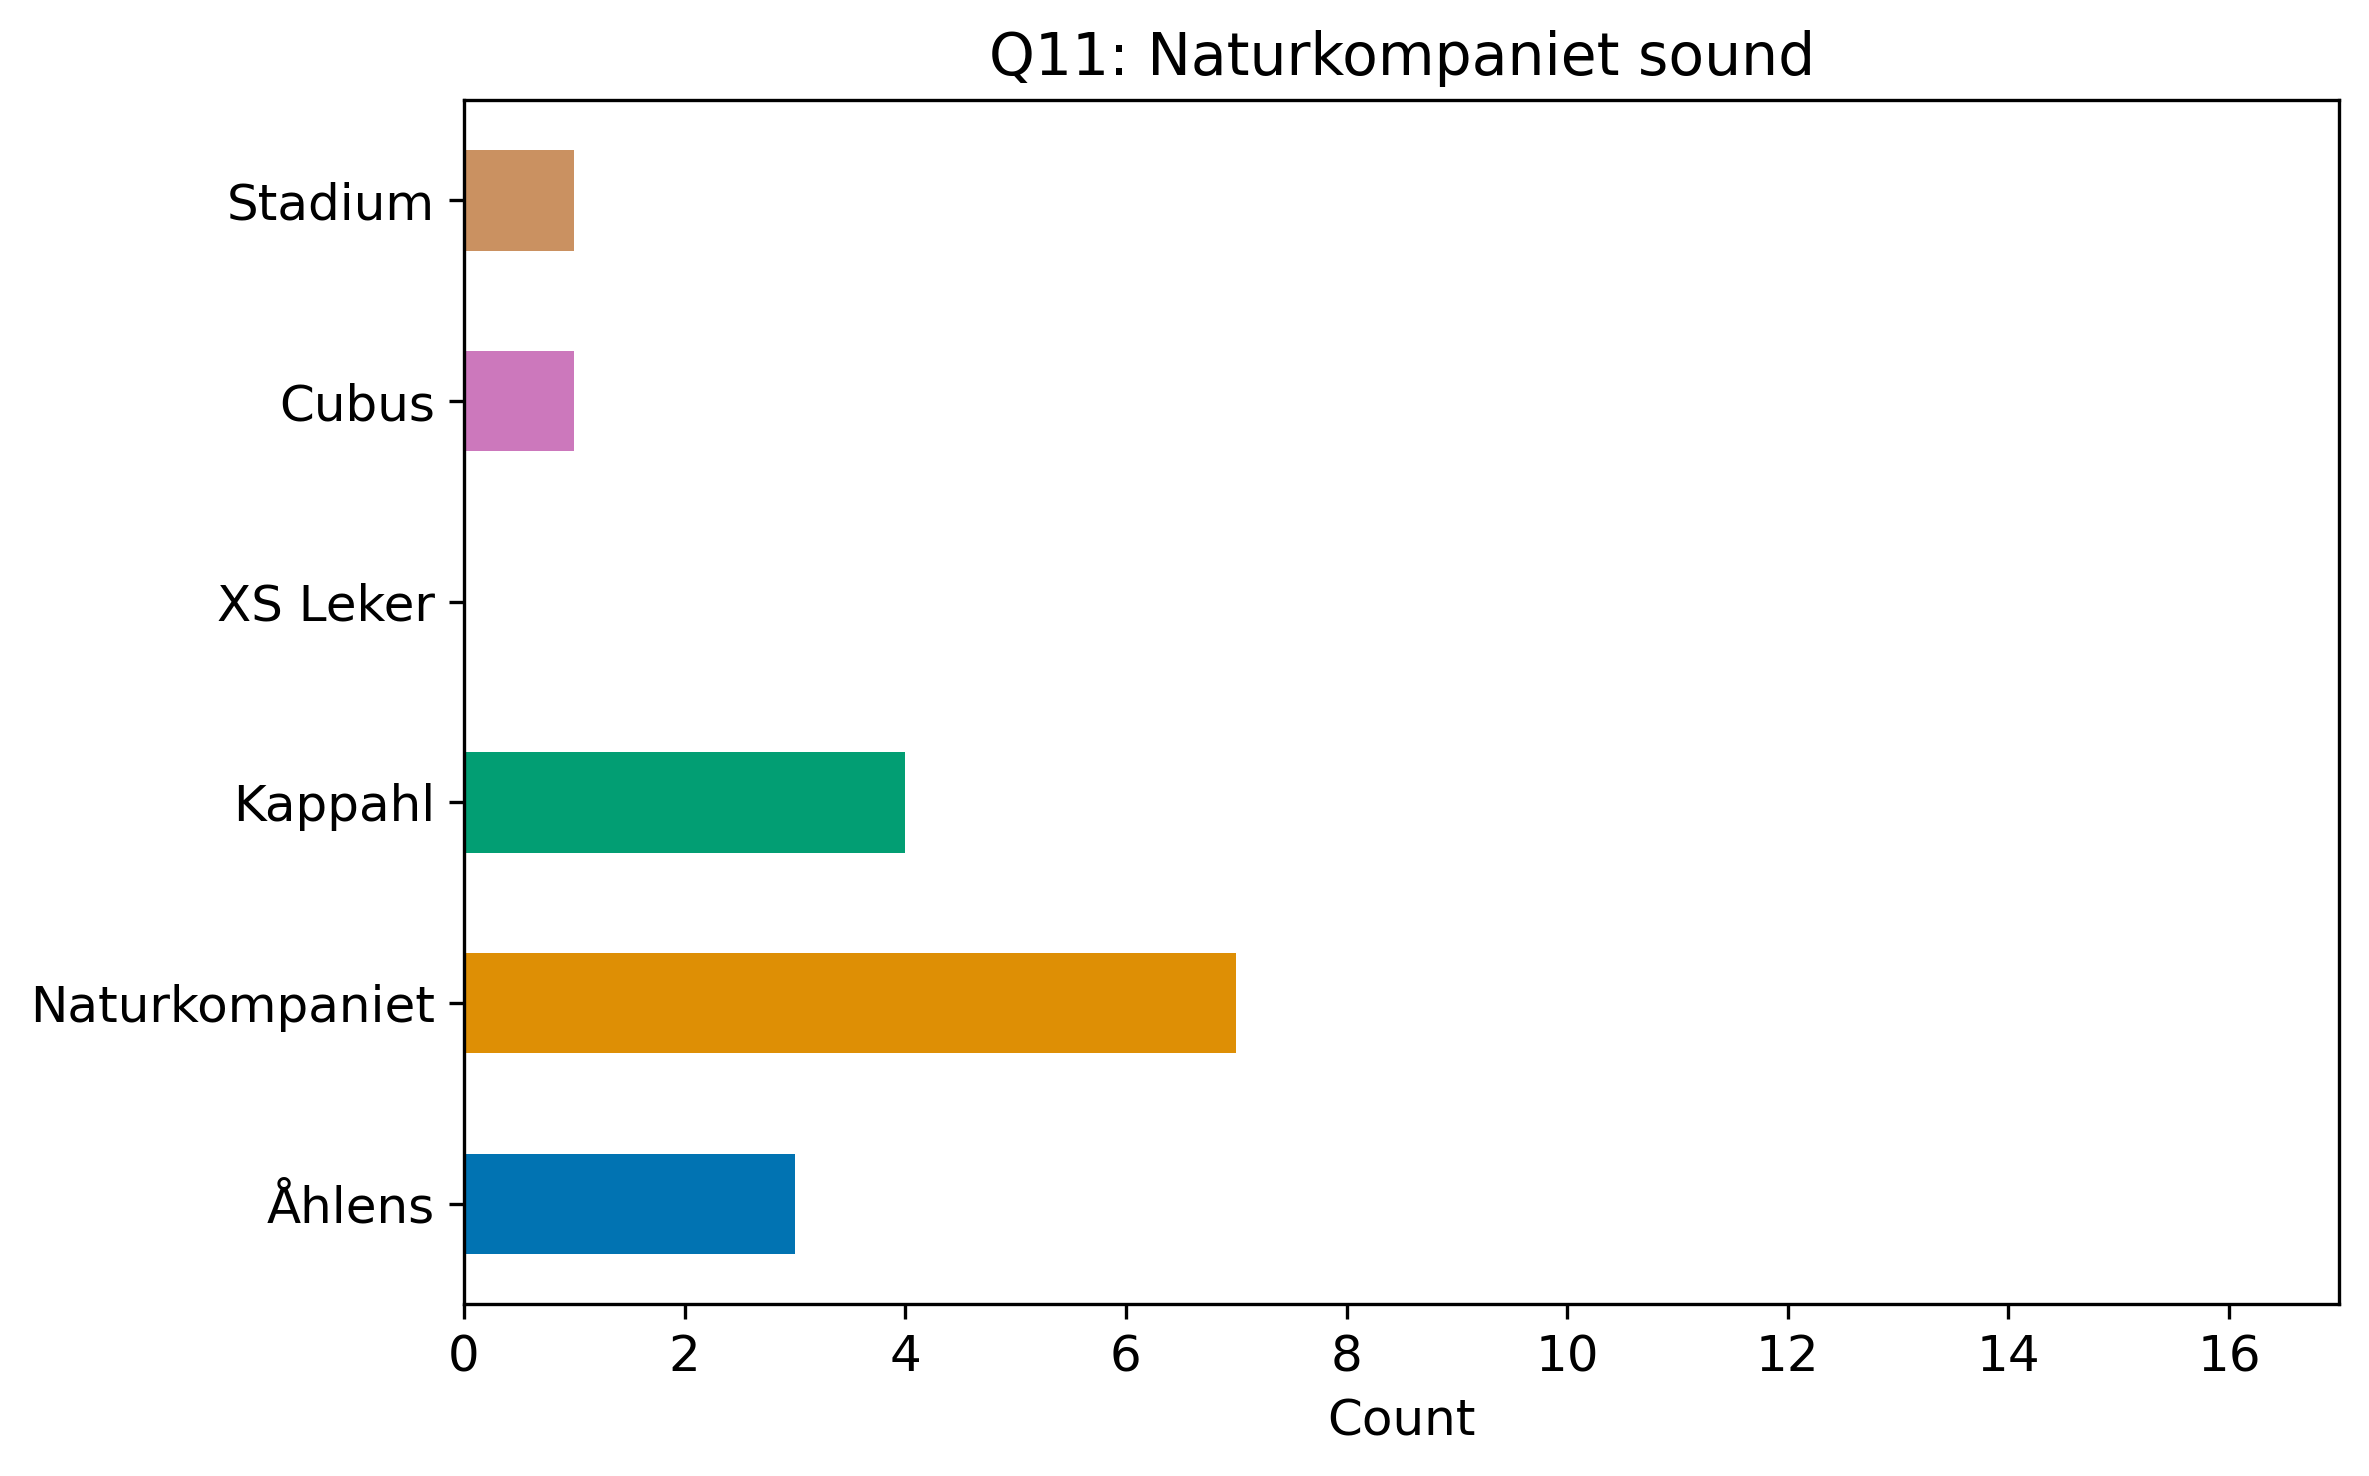 Q11: Naturkompaniet sound
Stadium
Cubus
XS Leker
Kappahl
Naturkompaniet
Åhlens
0 2 4 6 8 10 12 14 16
Count